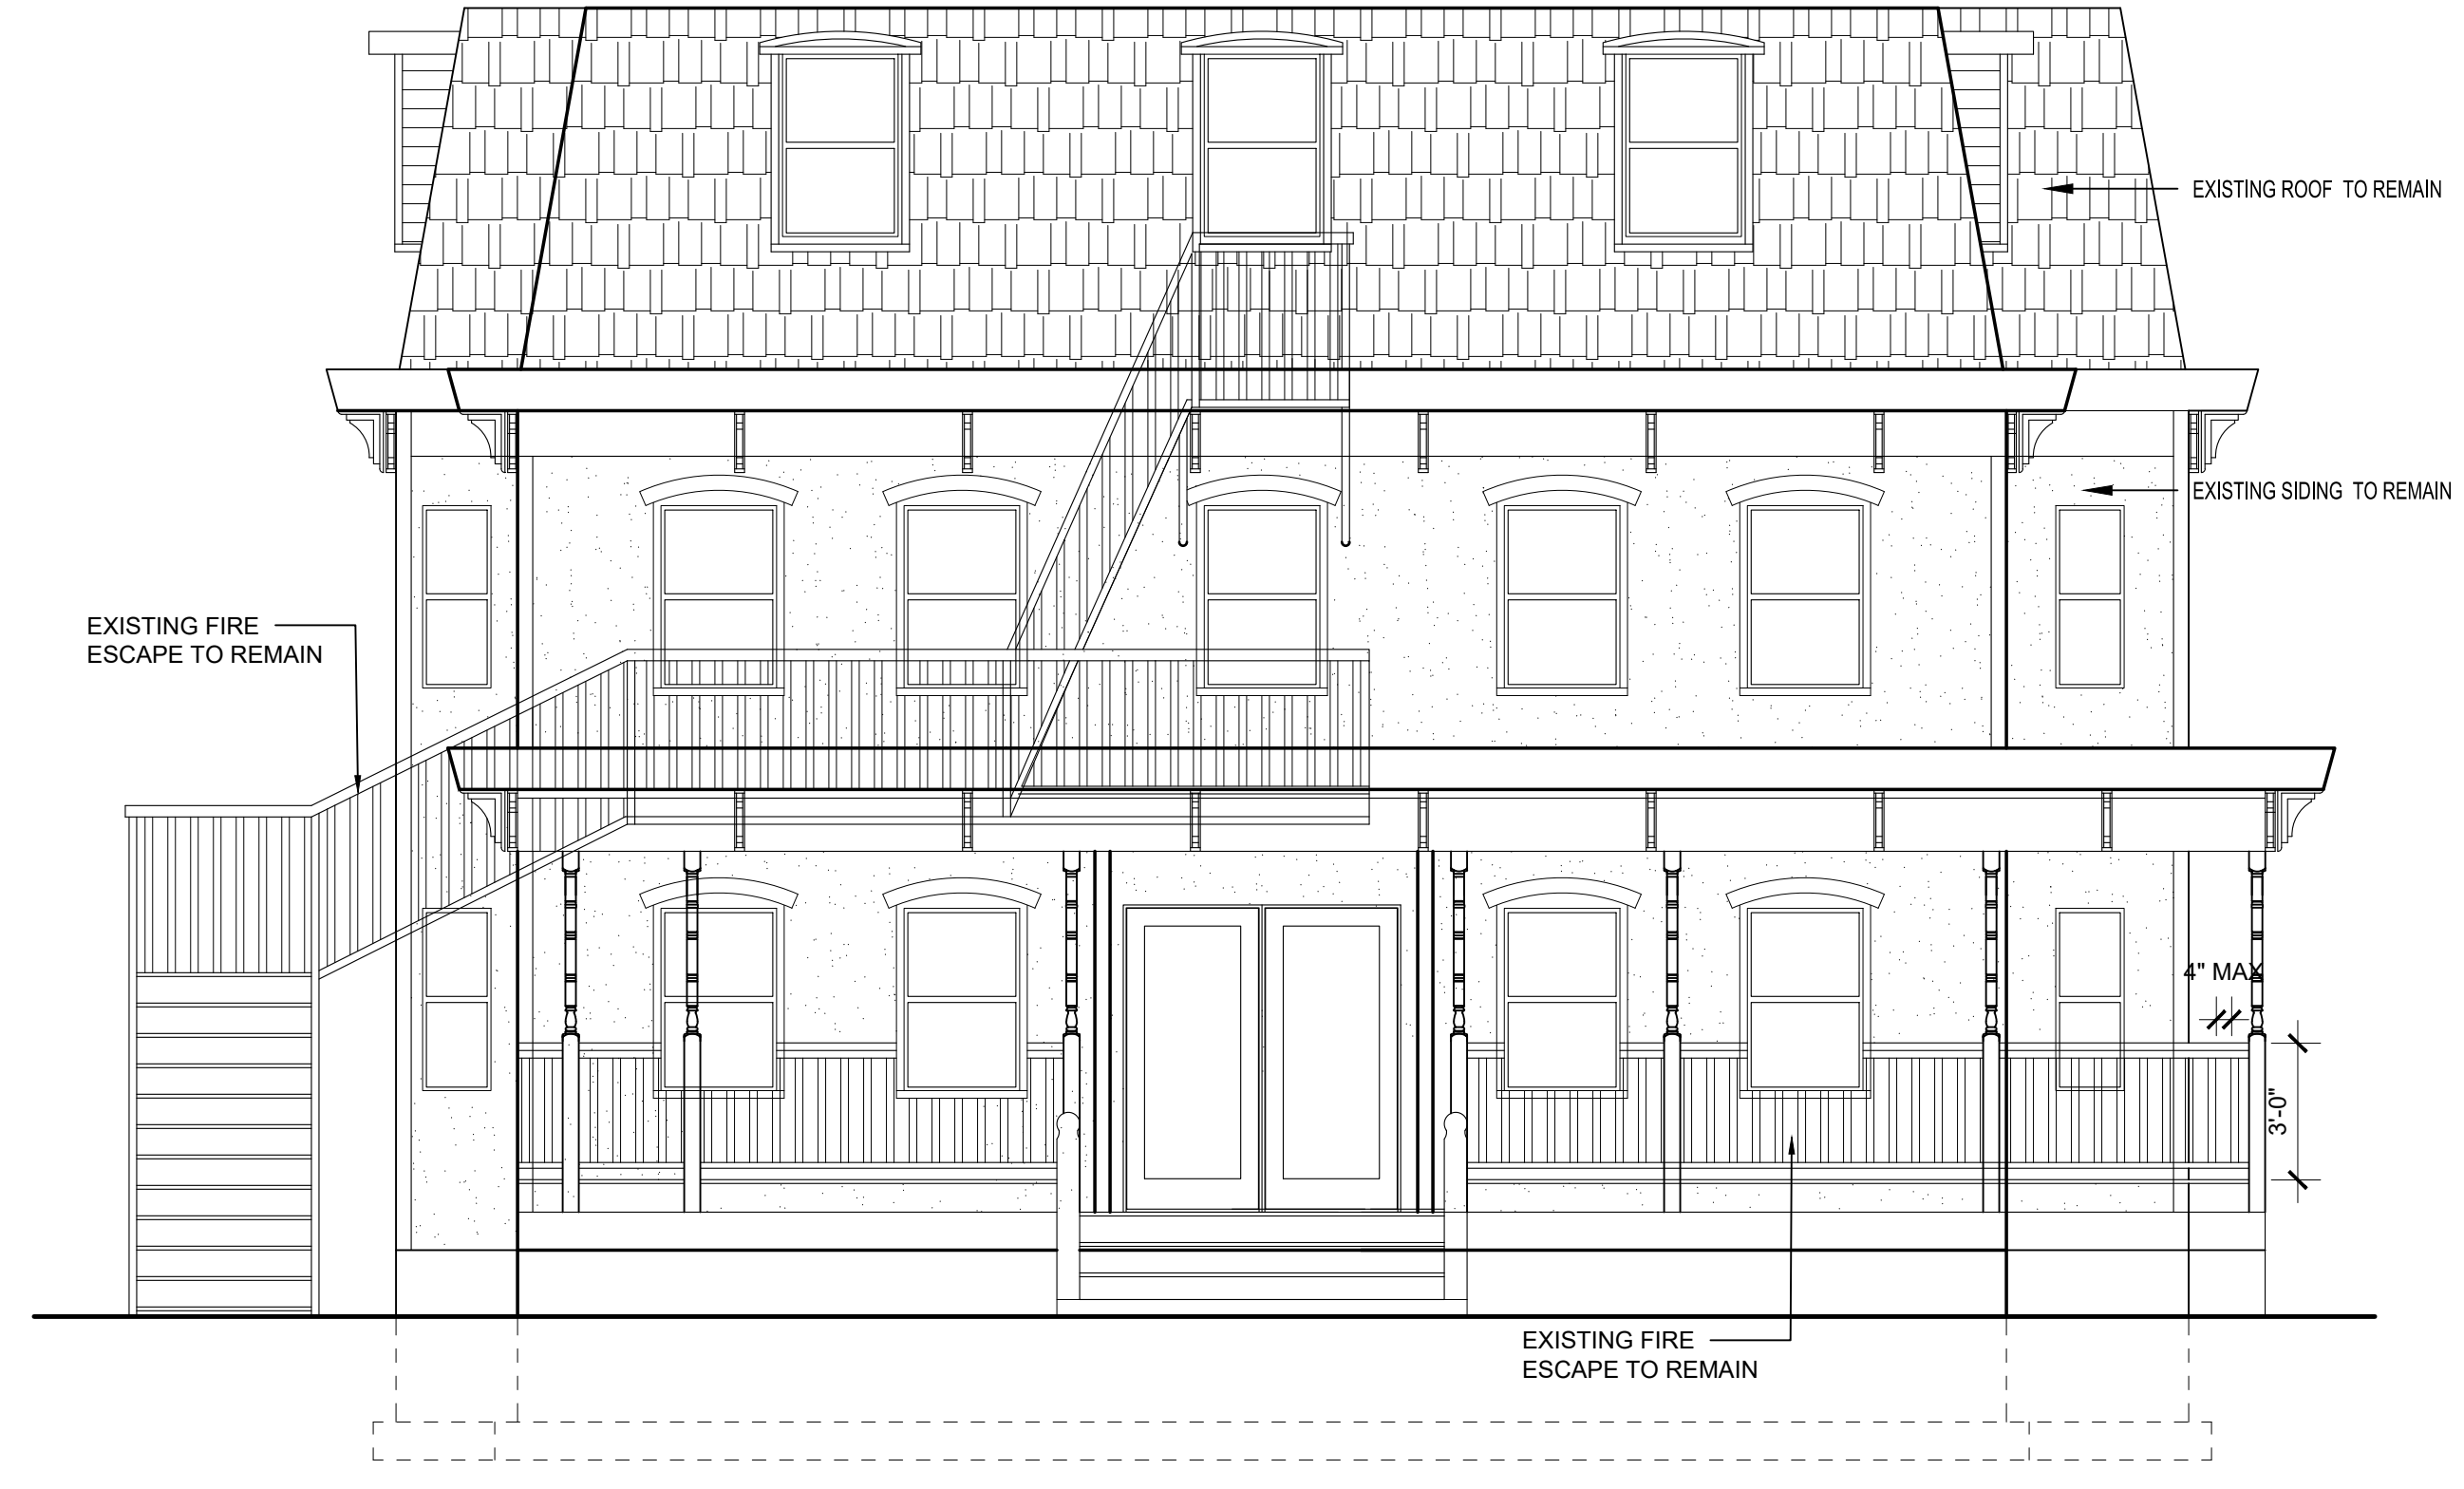 EXISTING ROOF TO REMAIN
EXISTING SIDING TO REMAIN
EXISTING FIRE
ESCAPE TO REMAIN
4" MAX
3'-0"
EXISTING FIRE
ESCAPE TO REMAIN